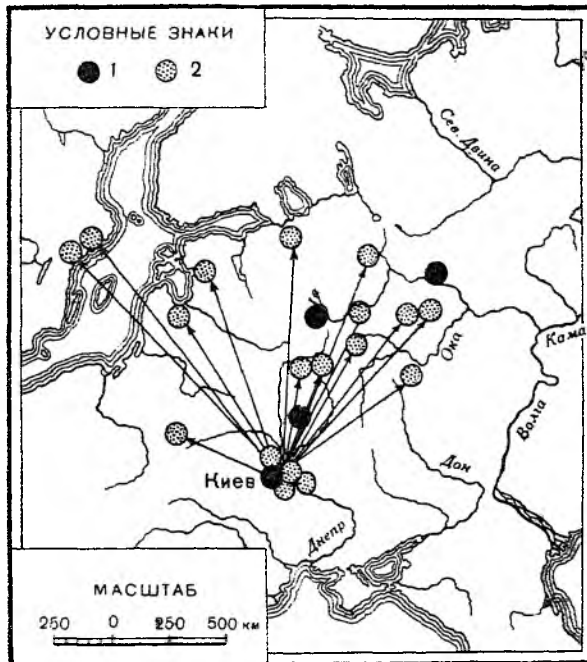 УСЛОВНЫЕ ЗНАКИ
1 2
Сев. Двина
Ока
Кама
Волга
Дон
Киев
Днепр
МАСШТАБ
250 0 250 500 км